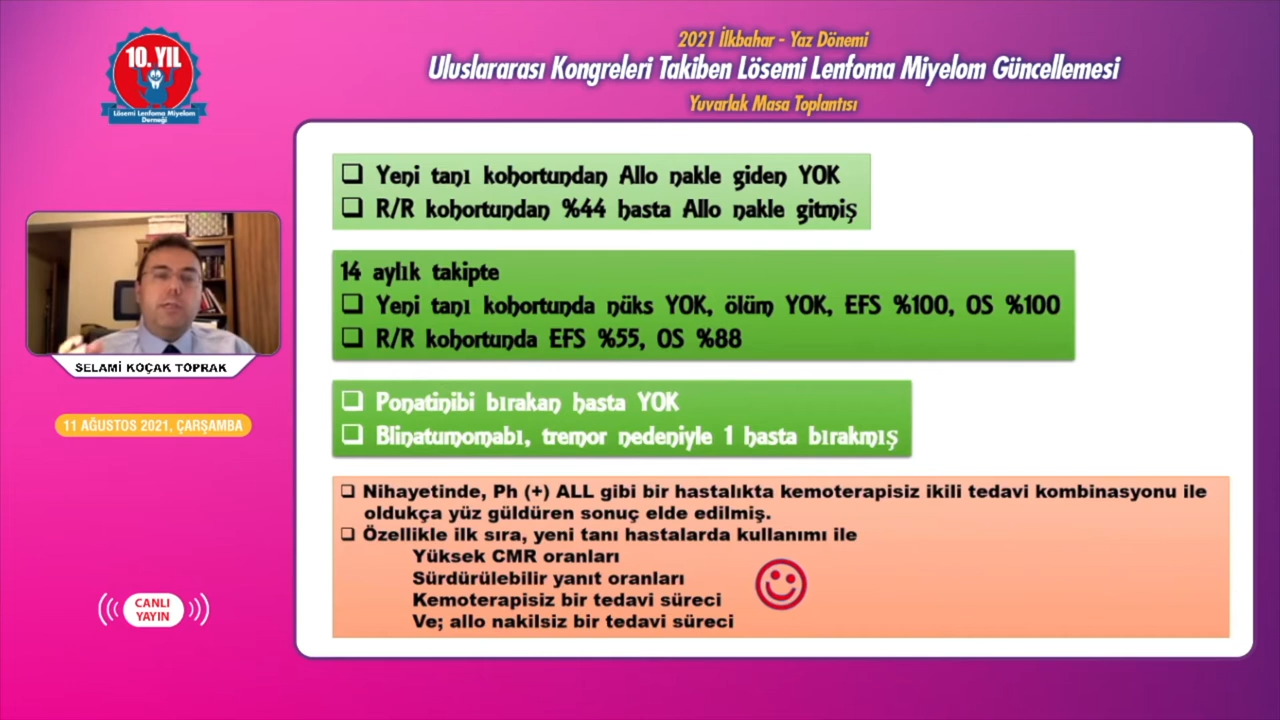 10. YIL
Lösemi Lenfoma Miyelom
Derneği
2021 İlkbahar - Yaz Dönemi
Uluslararası Kongreleri Takiben Lösemi Lenfoma Miyelom Güncellemesi
Yuvarlak Masa Toplantısı
SELAMİ KOÇAK TOPRAK
11 AĞUSTOS 2021, ÇARŞAMBA
CANLI
YAYIN
❑ Yeni tanı kohortundan Allo nakle giden YOK
❑ R/R kohortundan %44 hasta Allo nakle gitmiş
14 aylık takipte
❑ Yeni tanı kohortunda nüks YOK, ölüm YOK, EFS %100, OS %100
❑ R/R kohortunda EFS %55, OS %88
❑ Ponatinibi bırakan hasta YOK
❑ Blinatumomabı, tremor nedeniyle 1 hasta bırakmış
❑ Nihayetinde, Ph (+) ALL gibi bir hastalıkta kemoterapisiz ikili tedavi kombinasyonu ile
oldukça yüz güldüren sonuç elde edilmiş.
❑ Özellikle ilk sıra, yeni tanı hastalarda kullanımı ile
Yüksek CMR oranları
Sürdürülebilir yanıt oranları
Kemoterapisiz bir tedavi süreci
Ve; allo nakilsiz bir tedavi süreci